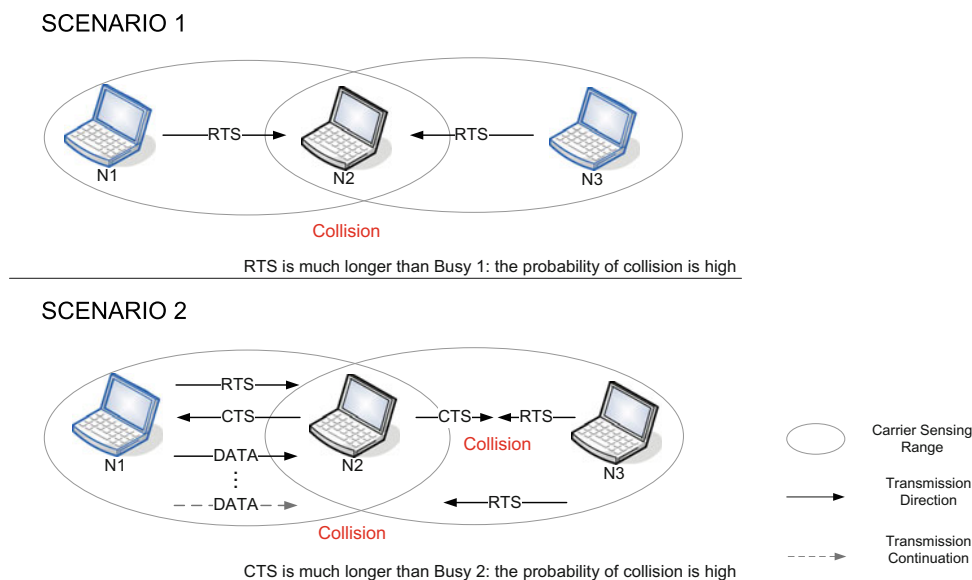 SCENARIO 1
RTS
RTS
N1
N2
N3
Collision
RTS is much longer than Busy 1: the probability of collision is high
SCENARIO 2
RTS
CTS
CTS
RTS
Collision
N1
DATA
N2
N3
⋮
DATA
RTS
Collision
CTS is much longer than Busy 2: the probability of collision is high
Carrier Sensing
Range
Transmission
Direction
Transmission
Continuation